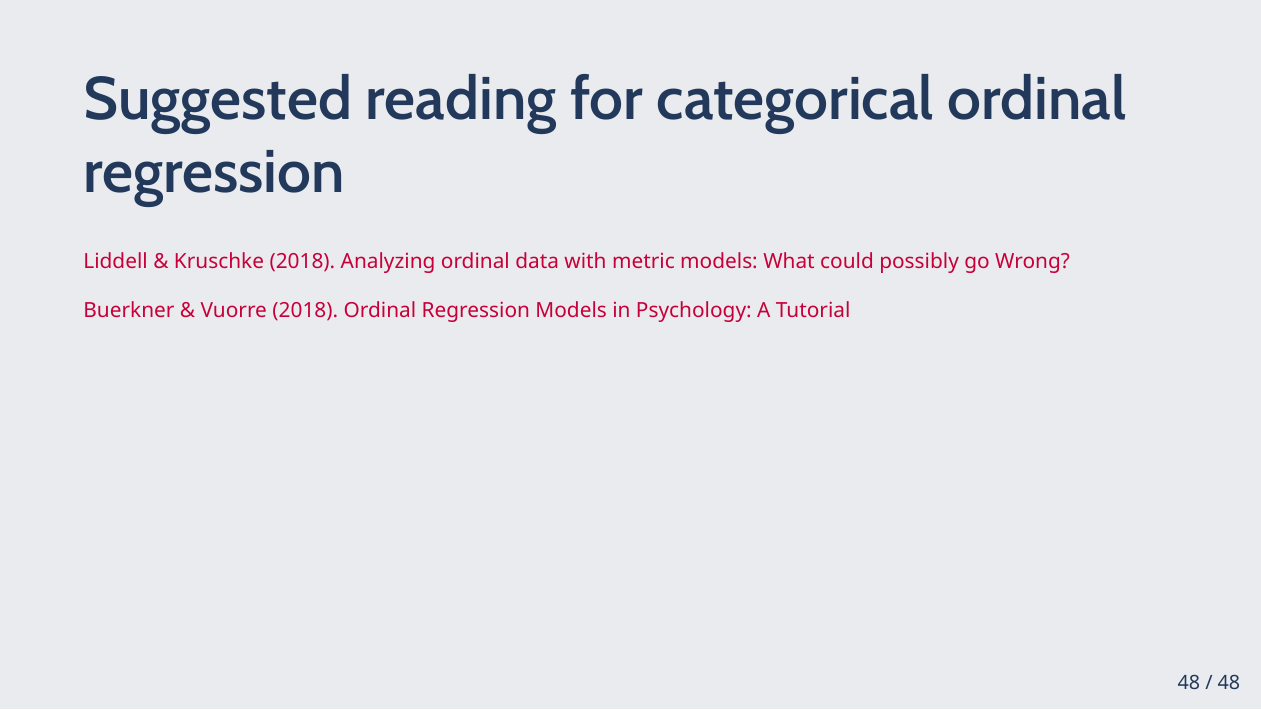 Suggested reading for categorical ordinal
regression
Liddell & Kruschke (2018). Analyzing ordinal data with metric models: What could possibly go Wrong?
Buerkner & Vuorre (2018). Ordinal Regression Models in Psychology: A Tutorial
48 / 48